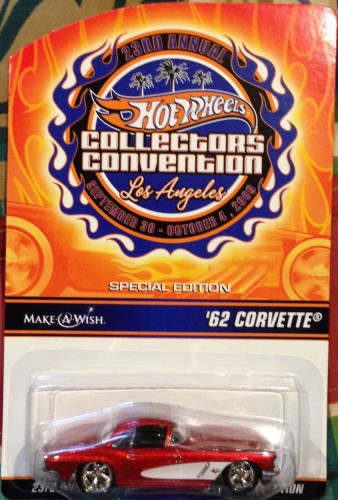 23RD ANNUAL
Hot Wheels
COLLECTORS
CONVENTION
Los Angeles
SEPTEMBER 30 - OCTOBER 4, 2009
SPECIAL EDITION
MAKE-A-WISH.
'62 CORVETTE®